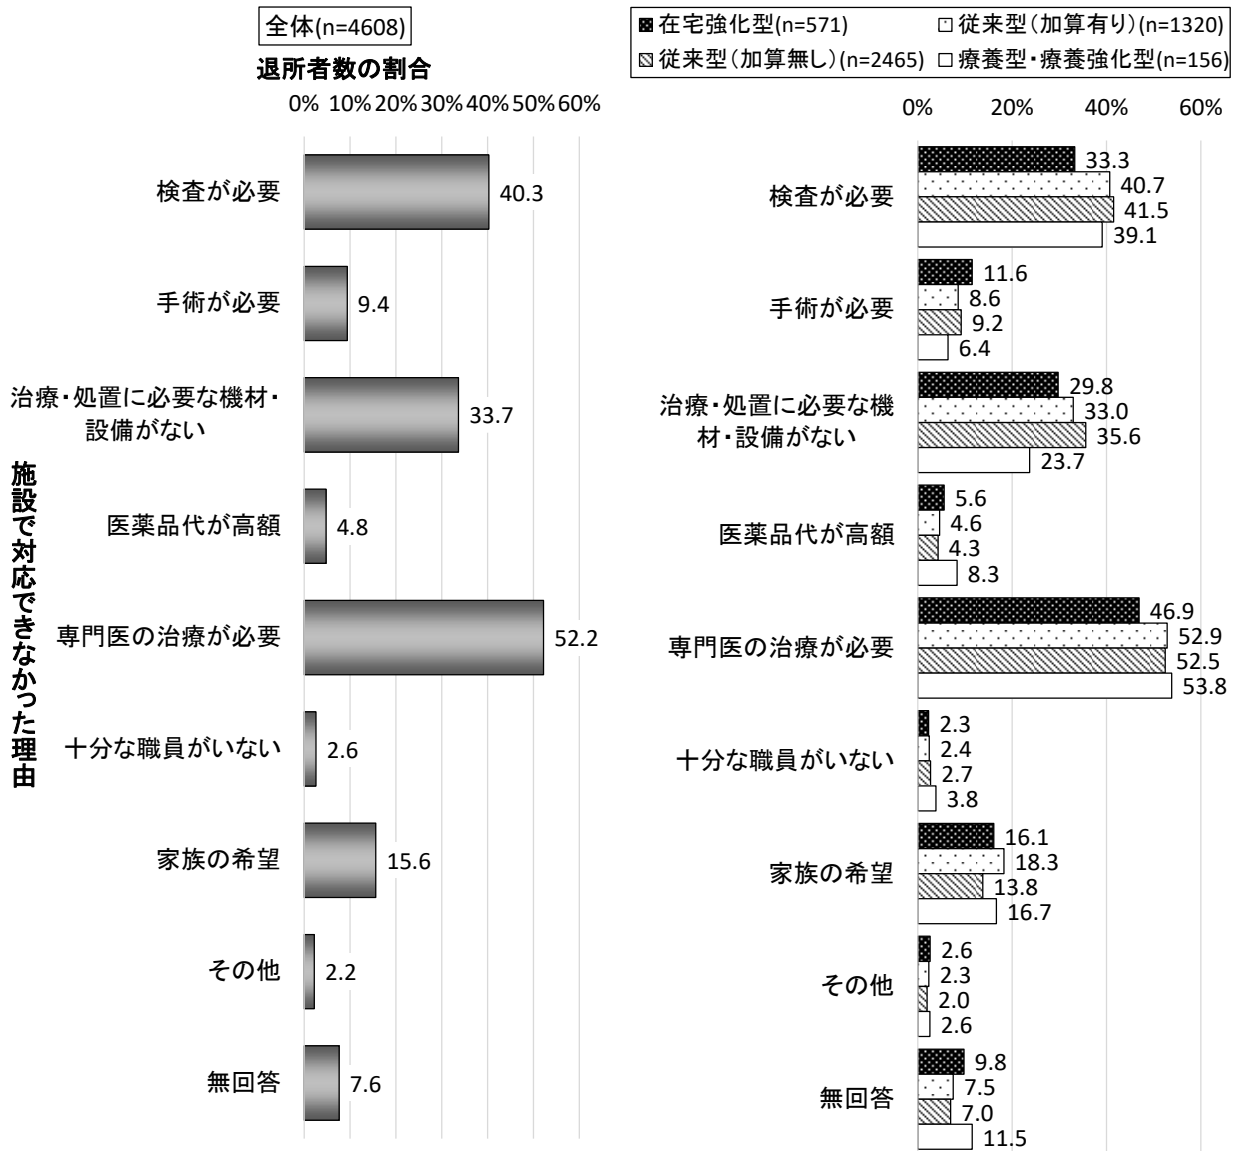 全体(n=4608)
退所者数の割合
0% 10% 20% 30% 40% 50% 60%
施設で対応できなかった理由
検査が必要 40.3
手術が必要 9.4
治療・処置に必要な機材・
設備がない 33.7
医薬品代が高額 4.8
専門医の治療が必要 52.2
十分な職員がいない 2.6
家族の希望 15.6
その他 2.2
無回答 7.6
在宅強化型(n=571) 従来型(加算有り)(n=1320)
従来型(加算無し)(n=2465) 療養型・療養強化型(n=156)
0% 20% 40% 60%
検査が必要
33.3
40.7
41.5
39.1
手術が必要
11.6
8.6
9.2
6.4
治療・処置に必要な機
材・設備がない
29.8
33.0
35.6
23.7
医薬品代が高額
5.6
4.6
4.3
8.3
専門医の治療が必要
46.9
52.9
52.5
53.8
十分な職員がいない
2.3
2.4
2.7
3.8
家族の希望
16.1
18.3
13.8
16.7
その他
2.6
2.3
2.0
2.6
無回答
9.8
7.5
7.0
11.5